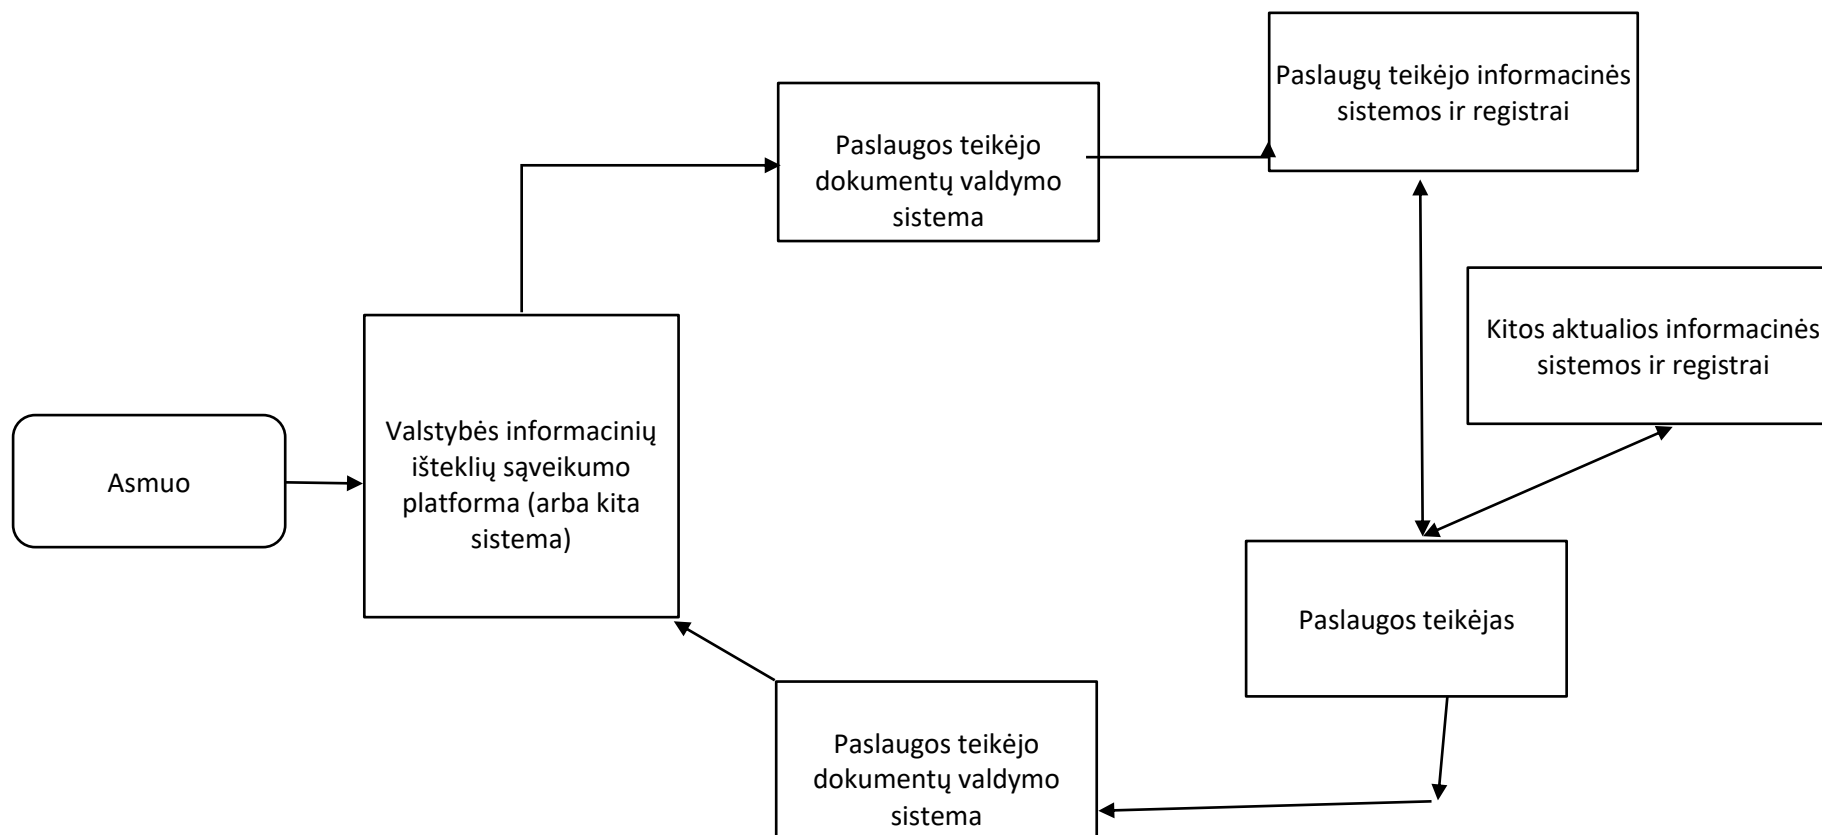 Paslaugų teikėjo informacinės
sistemos ir registrai
Paslaugos teikėjo
dokumentų valdymo
sistema
Kitos aktualios informacinės
sistemos ir registrai
Valstybės informacinių
išteklių sąveikumo
platforma (arba kita
sistema)
Asmuo
Paslaugos teikėjas
Paslaugos teikėjo
dokumentų valdymo
sistema